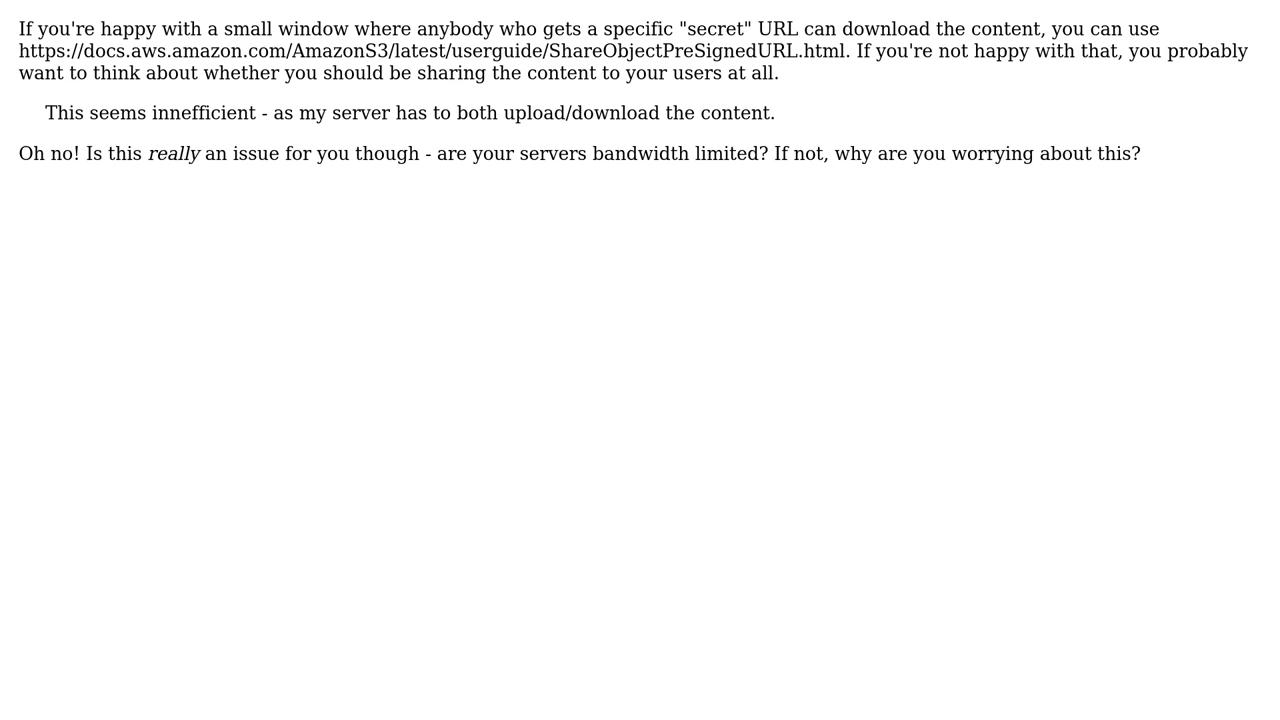 If you're happy with a small window where anybody who gets a specific "secret" URL can download the content, you can use
https://docs.aws.amazon.com/AmazonS3/latest/userguide/ShareObjectPreSignedURL.html. If you're not happy with that, you probably
want to think about whether you should be sharing the content to your users at all.
This seems innefficient - as my server has to both upload/download the content.
Oh no! Is this really an issue for you though - are your servers bandwidth limited? If not, why are you worrying about this?